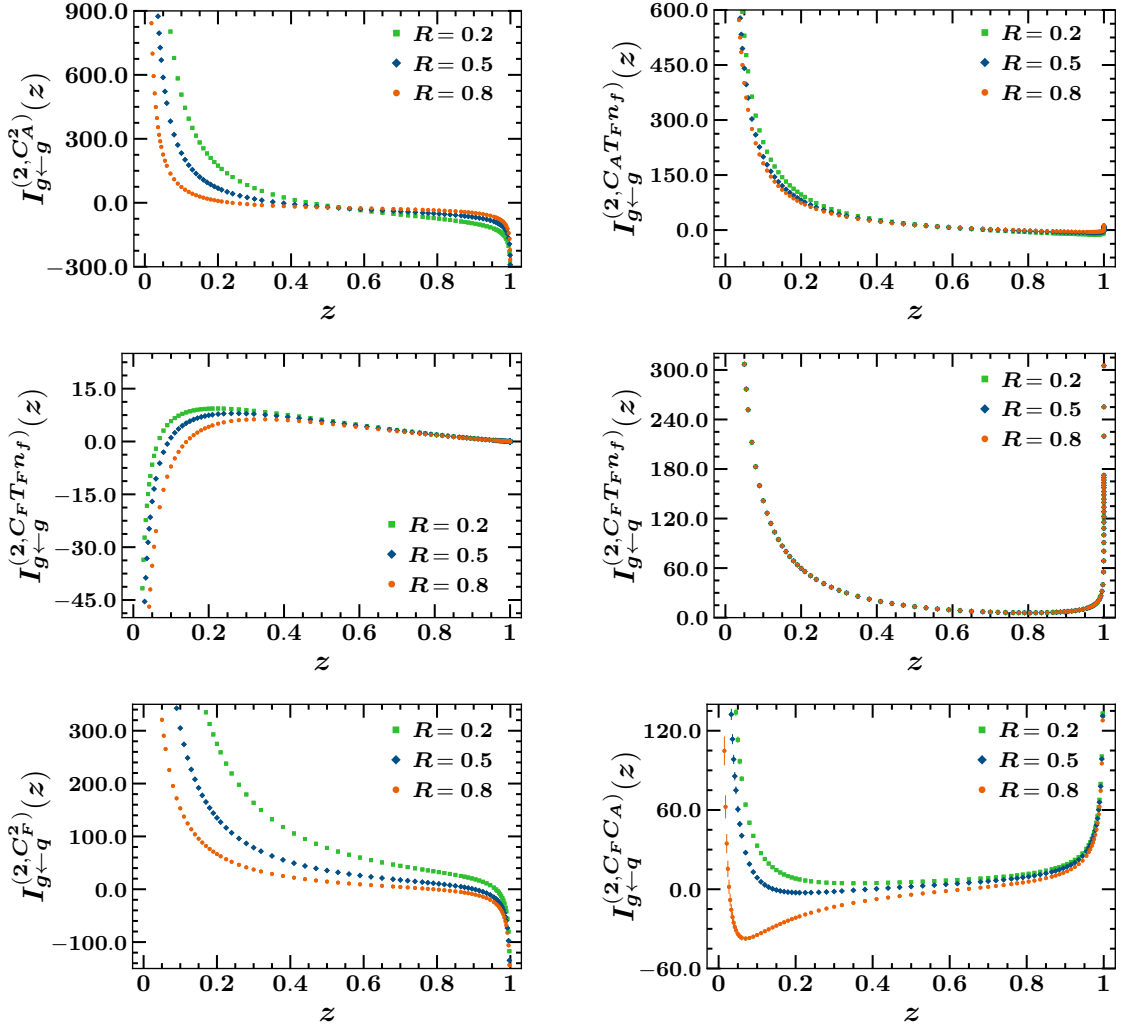 I_{g←g}^{(2,C_A^2)}(z)
900.0
600.0
300.0
0.0
−300.0
R = 0.2
R = 0.5
R = 0.8
0 0.2 0.4 0.6 0.8 1
z
I_{g←g}^{(2,C_A T_F n_f)}(z)
600.0
450.0
300.0
150.0
0.0
R = 0.2
R = 0.5
R = 0.8
0 0.2 0.4 0.6 0.8 1
z
I_{g←g}^{(2,C_F T_F n_f)}(z)
15.0
0.0
−15.0
−30.0
−45.0
R = 0.2
R = 0.5
R = 0.8
0 0.2 0.4 0.6 0.8 1
z
I_{g←q}^{(2,C_F T_F n_f)}(z)
300.0
240.0
180.0
120.0
60.0
0.0
R = 0.2
R = 0.5
R = 0.8
0 0.2 0.4 0.6 0.8 1
z
I_{g←q}^{(2,C_F^2)}(z)
300.0
200.0
100.0
0.0
−100.0
R = 0.2
R = 0.5
R = 0.8
0 0.2 0.4 0.6 0.8 1
z
I_{g←q}^{(2,C_F C_A)}(z)
120.0
60.0
0.0
−60.0
R = 0.2
R = 0.5
R = 0.8
0 0.2 0.4 0.6 0.8 1
z